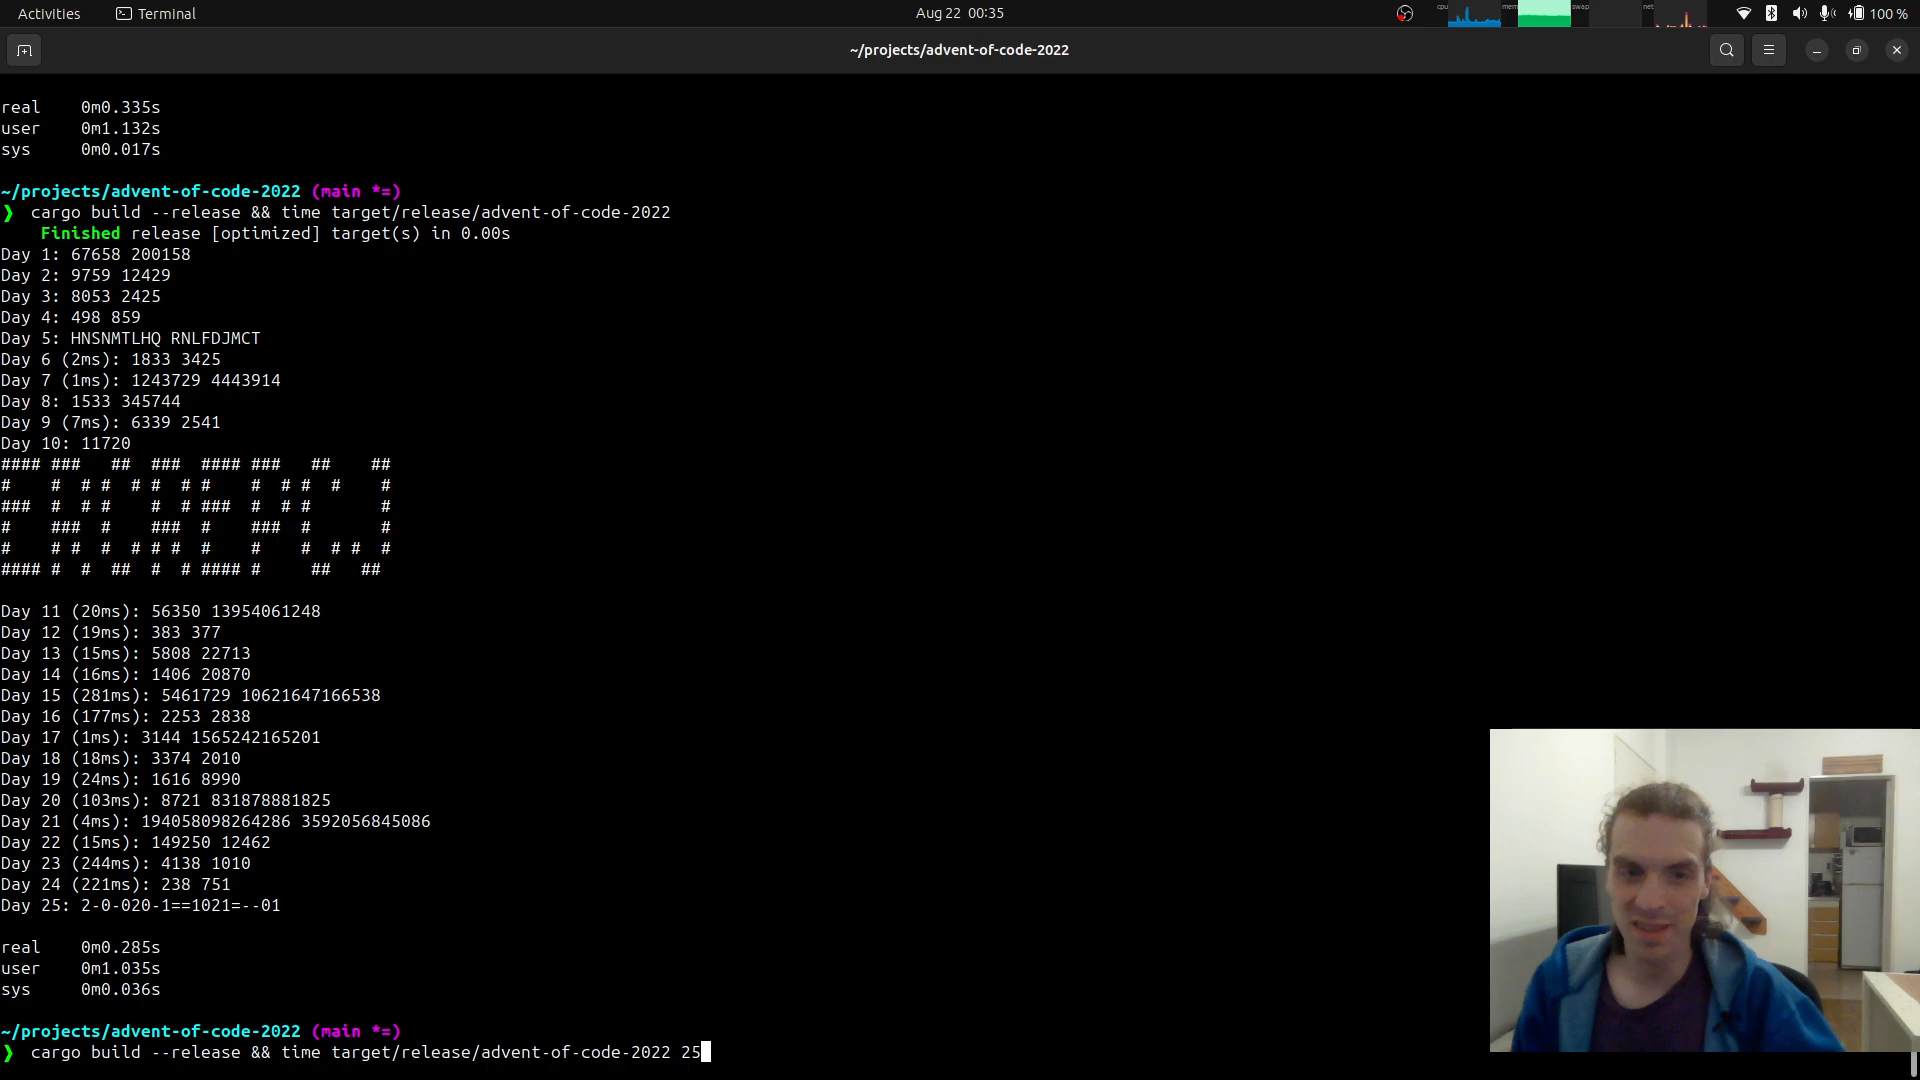 Activities Terminal Aug 22 00:35 cpu mem swap net 100 %
~/projects/advent-of-code-2022
real    0m0.335s
user    0m1.132s
sys     0m0.017s
~/projects/advent-of-code-2022 (main *=)
❯ cargo build --release && time target/release/advent-of-code-2022
    Finished release [optimized] target(s) in 0.00s
Day 1: 67658 200158
Day 2: 9759 12429
Day 3: 8053 2425
Day 4: 498 859
Day 5: HNSNMTLHQ RNLFDJMCT
Day 6 (2ms): 1833 3425
Day 7 (1ms): 1243729 4443914
Day 8: 1533 345744
Day 9 (7ms): 6339 2541
Day 10: 11720
#### ###   ##  ###  #### ###   ##    ##
#    #  # #  # #  # #    #  # #  #    #
###  #  # #    #  # ###  #  # #       #
#    ###  #    ###  #    ###  #       #
#    # #  #  # # #  #    #    #  # #  #
#### #  #  ##  #  # #### #     ##   ##
Day 11 (20ms): 56350 13954061248
Day 12 (19ms): 383 377
Day 13 (15ms): 5808 22713
Day 14 (16ms): 1406 20870
Day 15 (281ms): 5461729 10621647166538
Day 16 (177ms): 2253 2838
Day 17 (1ms): 3144 1565242165201
Day 18 (18ms): 3374 2010
Day 19 (24ms): 1616 8990
Day 20 (103ms): 8721 831878881825
Day 21 (4ms): 194058098264286 3592056845086
Day 22 (15ms): 149250 12462
Day 23 (244ms): 4138 1010
Day 24 (221ms): 238 751
Day 25: 2-0-020-1==1021=--01
real    0m0.285s
user    0m1.035s
sys     0m0.036s
~/projects/advent-of-code-2022 (main *=)
❯ cargo build --release && time target/release/advent-of-code-2022 25